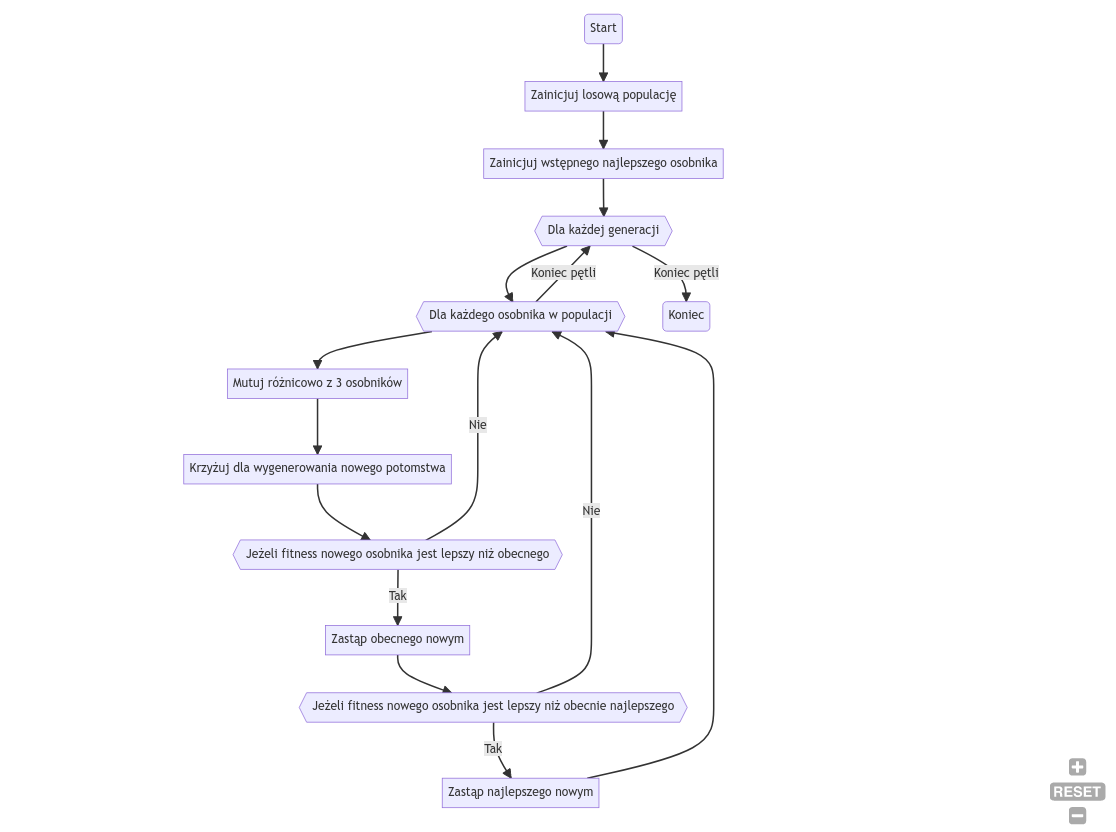 Start
Zainicjuj losową populację
Zainicjuj wstępnego najlepszego osobnika
Dla każdej generacji
Koniec pętli
Koniec pętli
Dla każdego osobnika w populacji
Koniec
Mutuj różnicowo z 3 osobników
Nie
Krzyżuj dla wygenerowania nowego potomstwa
Nie
Jeżeli fitness nowego osobnika jest lepszy niż obecnego
Tak
Zastąp obecnego nowym
Jeżeli fitness nowego osobnika jest lepszy niż obecnie najlepszego
Tak
Zastąp najlepszego nowym
RESET